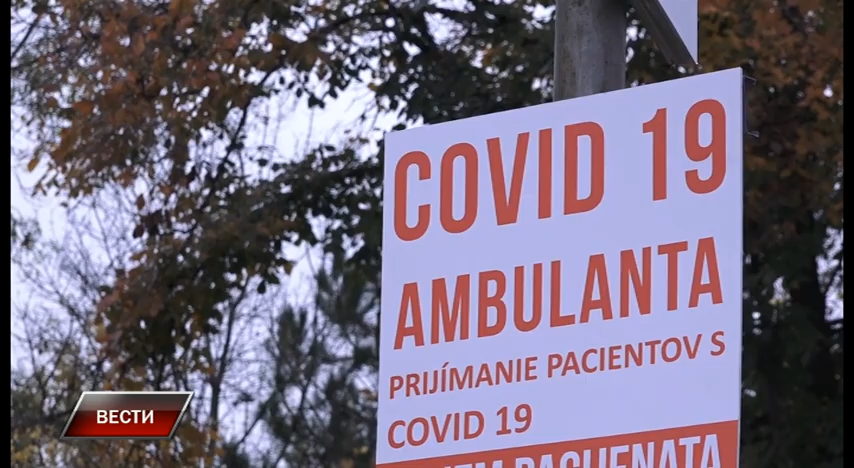 COVID 19
AMBULANTA
PRIJÍMANIE PACIENTOV S
COVID 19
ВЕСТИ